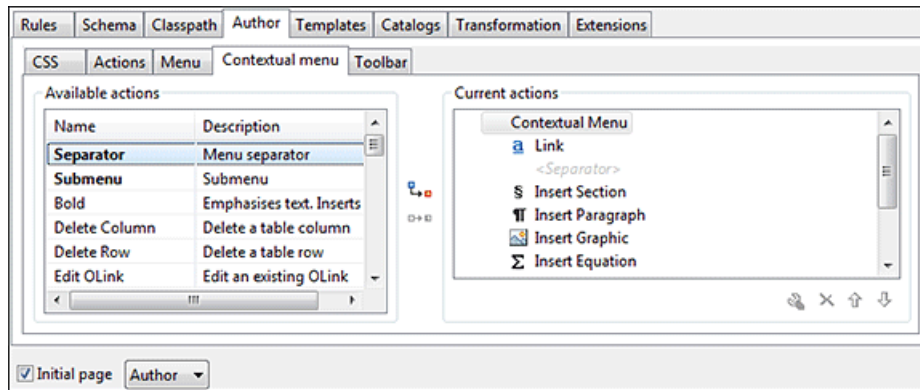 Rules Schema Classpath Author Templates Catalogs Transformation Extensions
CSS Actions Menu Contextual menu Toolbar
Available actions
Name Description
Separator Menu separator
Submenu Submenu
Bold Emphasises text. Inserts
Delete Column Delete a table column
Delete Row Delete a table row
Edit OLink Edit an existing OLink
Current actions
Contextual Menu
a Link
<Separator>
§ Insert Section
¶ Insert Paragraph
Insert Graphic
Σ Insert Equation
Initial page Author